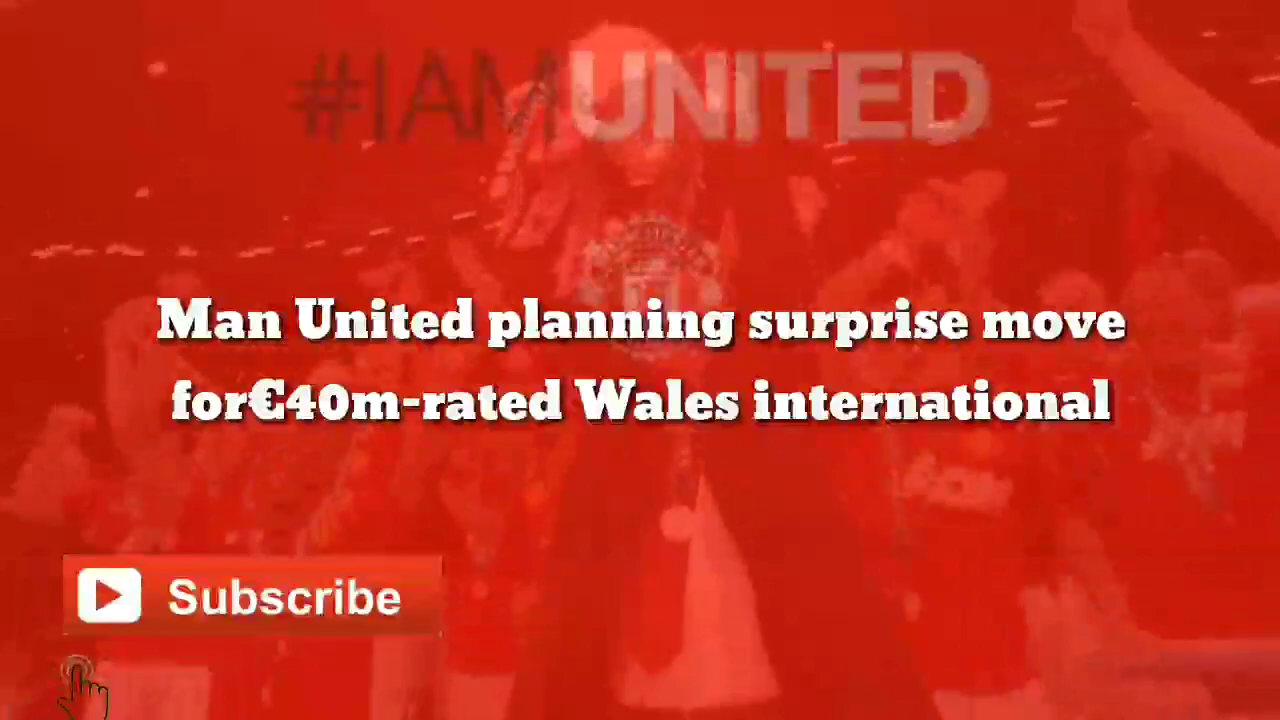 #IAMUNITED
Man United planning surprise move
for€40m-rated Wales international
Subscribe